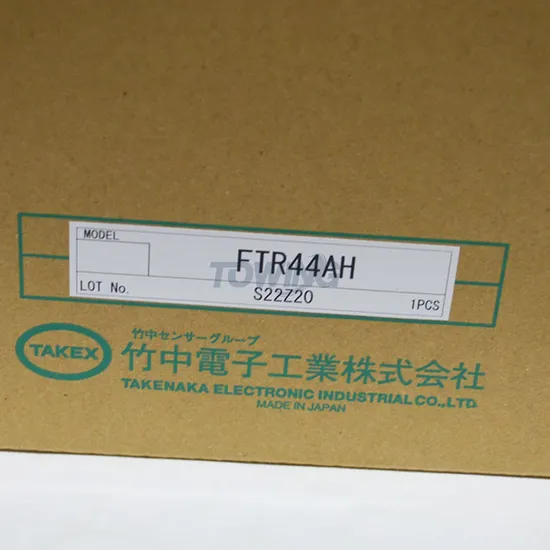 MODEL
FTR44AH
TOWING
LOT No.
S22Z20
1PCS
竹中センサーグループ
TAKEX
竹中電子工業株式会社
TAKENAKA ELECTRONIC INDUSTRIAL CO.,LTD.
MADE IN JAPAN